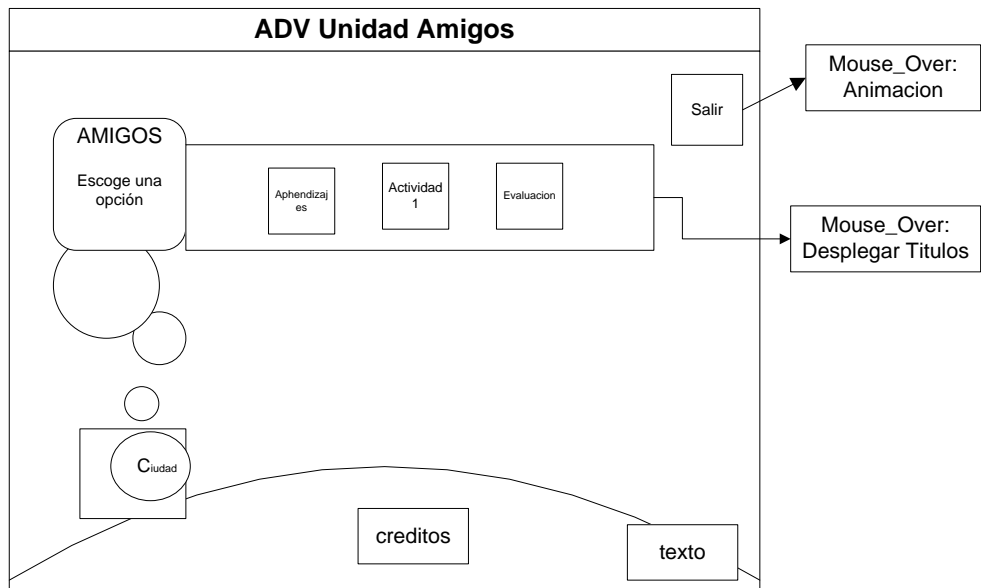 ADV Unidad Amigos
Mouse_Over:
Animacion
Salir
AMIGOS
Escoge una
opción
Aphendizaj
es
Actividad
1
Evaluacion
Mouse_Over:
Desplegar Titulos
Ciudad
creditos
texto